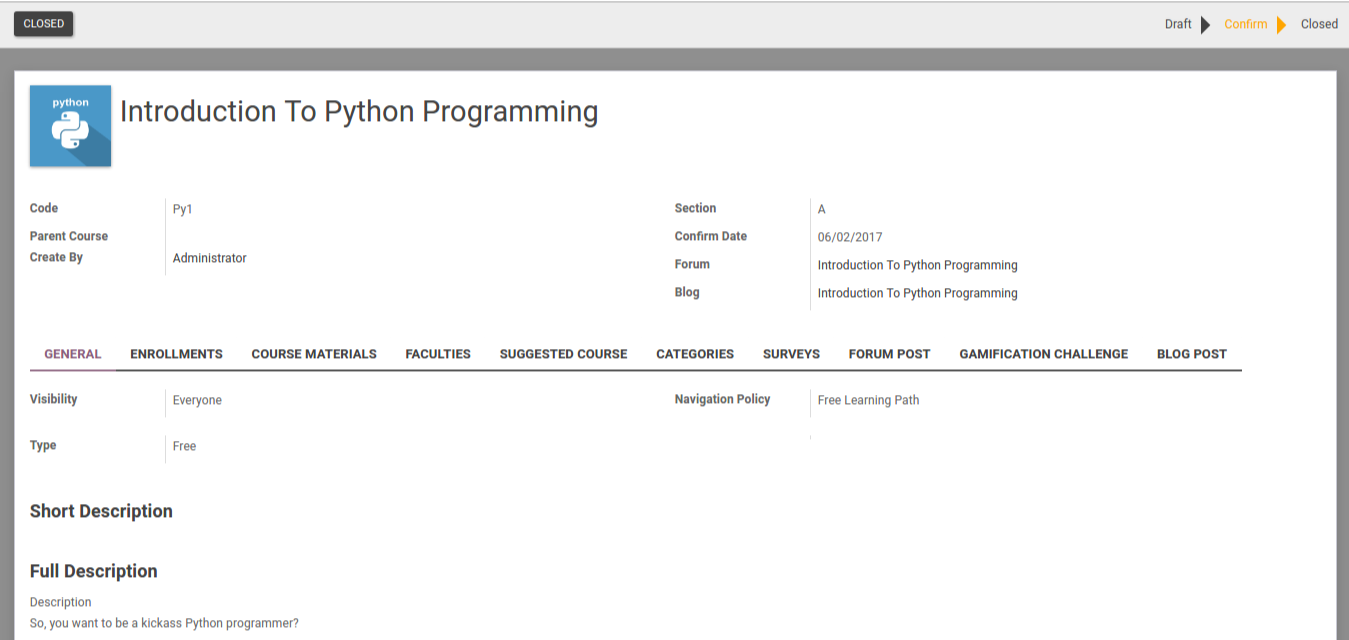 CLOSED
Draft Confirm Closed
python
Introduction To Python Programming
Code Py1
Section A
Parent Course
Confirm Date 06/02/2017
Create By Administrator
Forum Introduction To Python Programming
Blog Introduction To Python Programming
GENERAL ENROLLMENTS COURSE MATERIALS FACULTIES SUGGESTED COURSE CATEGORIES SURVEYS FORUM POST GAMIFICATION CHALLENGE BLOG POST
Visibility Everyone
Navigation Policy Free Learning Path
Type Free
Short Description
Full Description
Description
So, you want to be a kickass Python programmer?